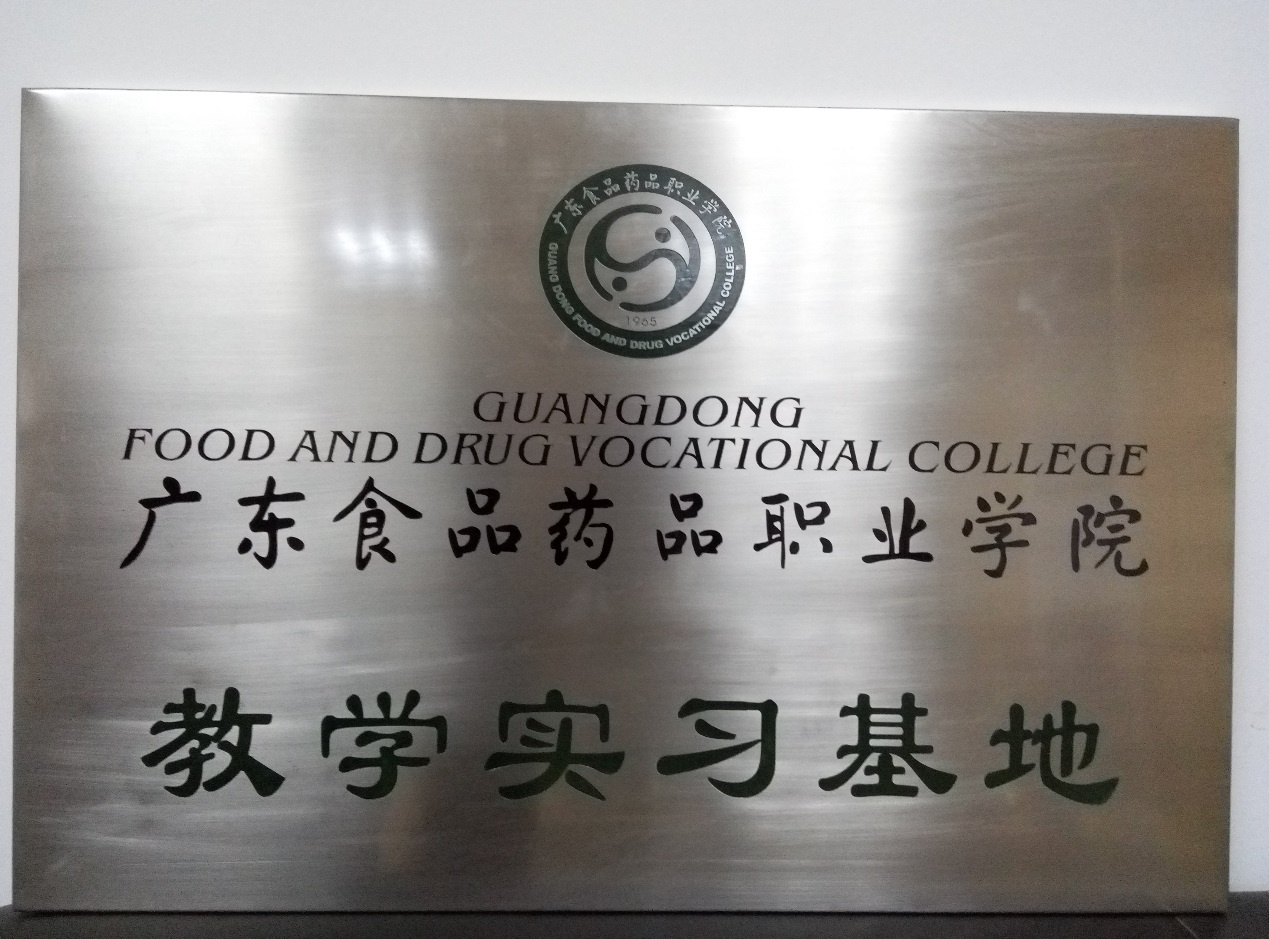 广东食品药品职业学院
GUANG DONG FOOD AND DRUG VOCATIONAL COLLEGE
1965
GUANGDONG
FOOD AND DRUG VOCATIONAL COLLEGE
广东食品药品职业学院
教学实习基地